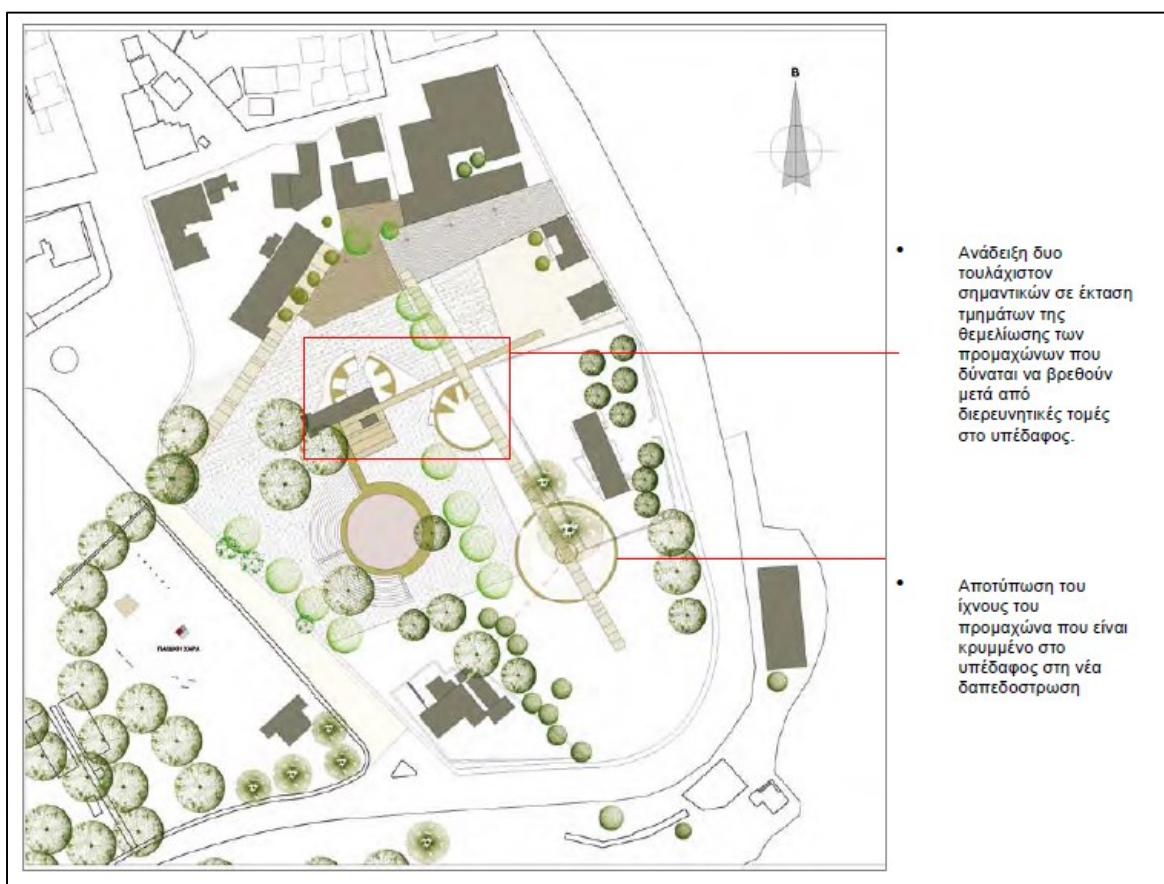 Β
• Ανάδειξη δυο
τουλάχιστον
σημαντικών σε έκταση
τμημάτων της
θεμελίωσης των
προμαχώνων που
δύναται να βρεθούν
μετά από
διερευνητικές τομές
στο υπέδαφος.
• Αποτύπωση του
ίχνους του
προμαχώνα που είναι
κρυμμένο στο
υπέδαφος στη νέα
δαπεδοστρωση
ΠΑΙΔΙΚΗ ΧΑΡΑ